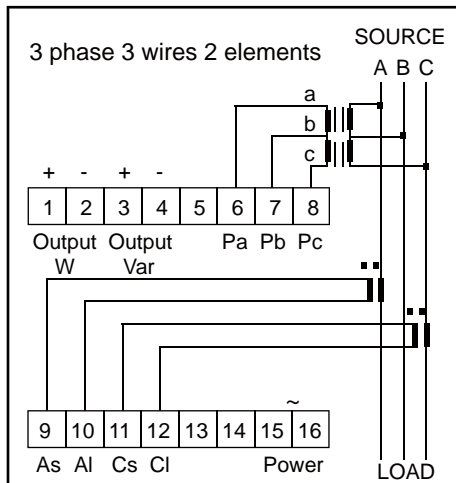 SOURCE
3 phase 3 wires 2 elements
A B C
a
b
c
+ - + -
1 2 3 4 5 6 7 8
Output W Output Var Pa Pb Pc
~
9 10 11 12 13 14 15 16
As Al Cs Cl Power LOAD